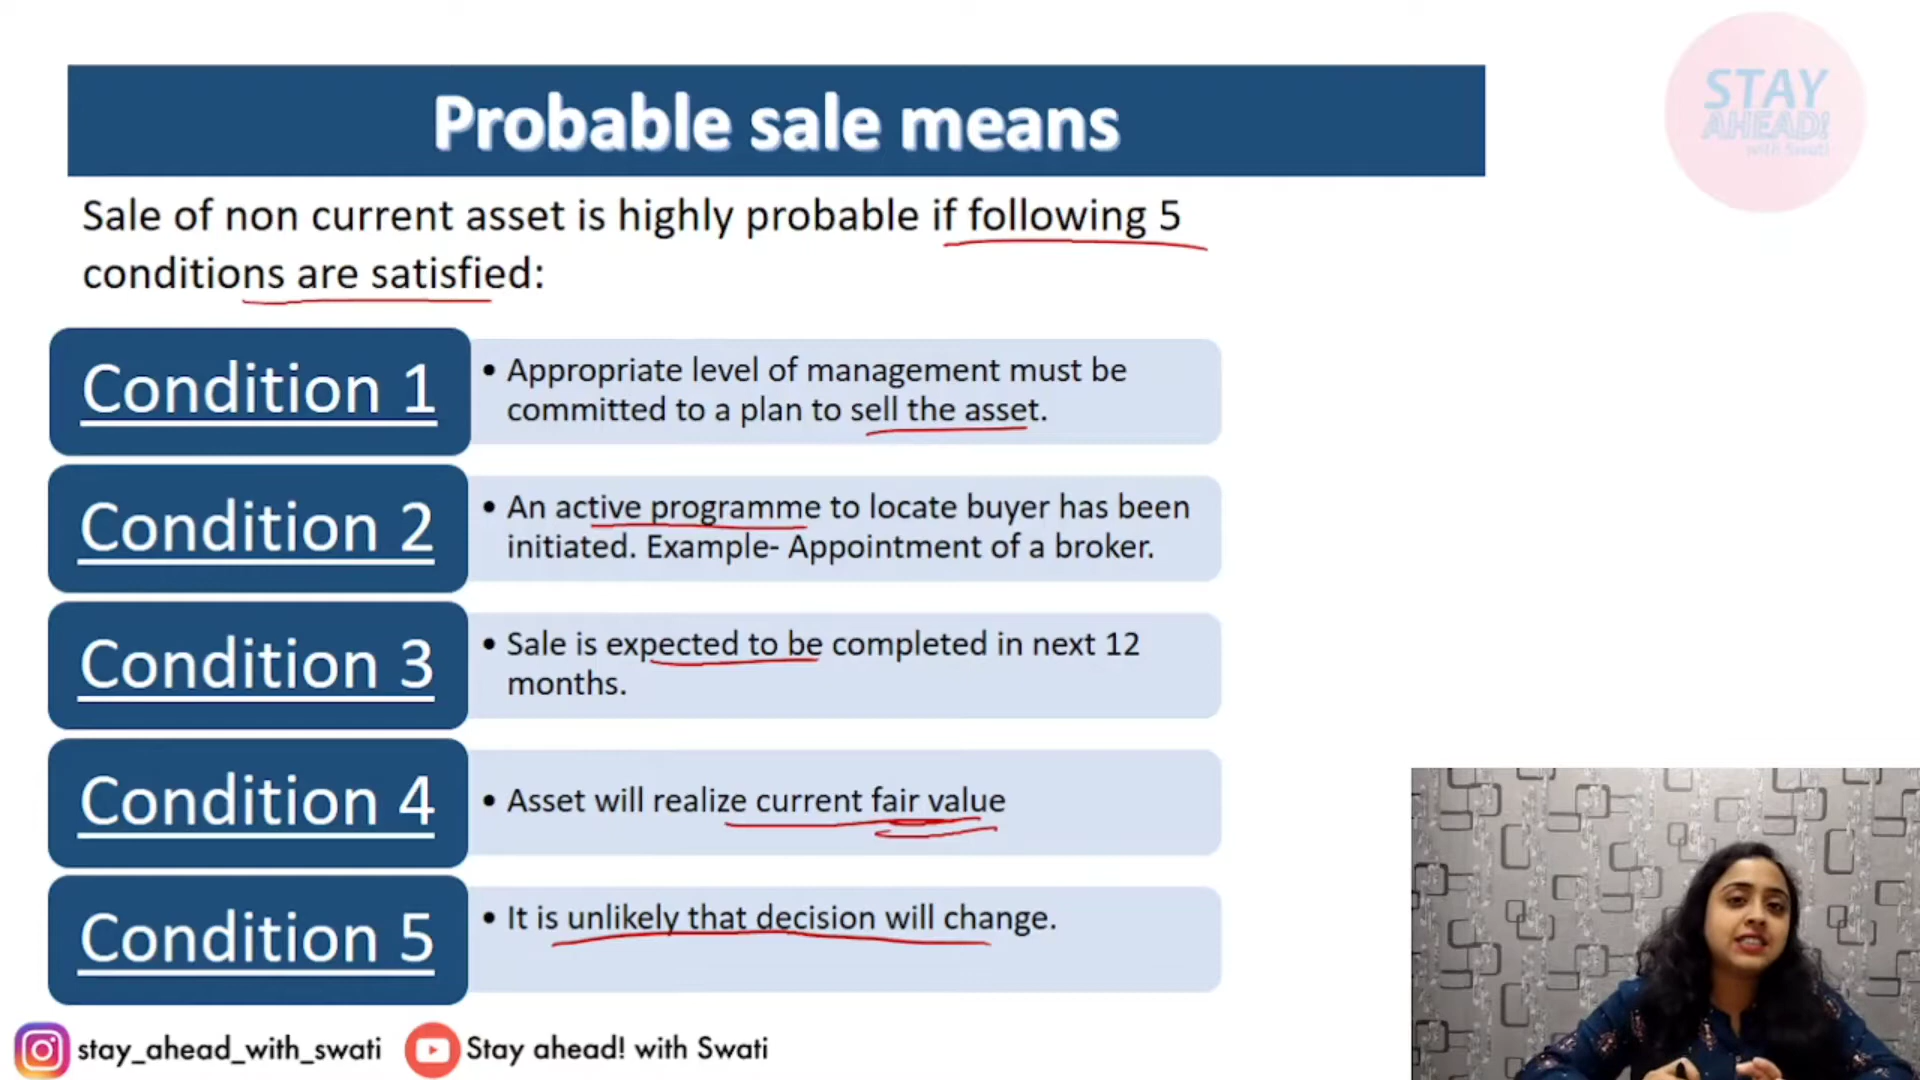 STAY
AHEAD!
with Swati
Probable sale means
Sale of non current asset is highly probable if following 5
conditions are satisfied:
Condition 1
• Appropriate level of management must be
committed to a plan to sell the asset.
Condition 2
• An active programme to locate buyer has been
initiated. Example- Appointment of a broker.
Condition 3
• Sale is expected to be completed in next 12
months.
Condition 4
• Asset will realize current fair value
Condition 5
• It is unlikely that decision will change.
stay_ahead_with_swati
Stay ahead! with Swati